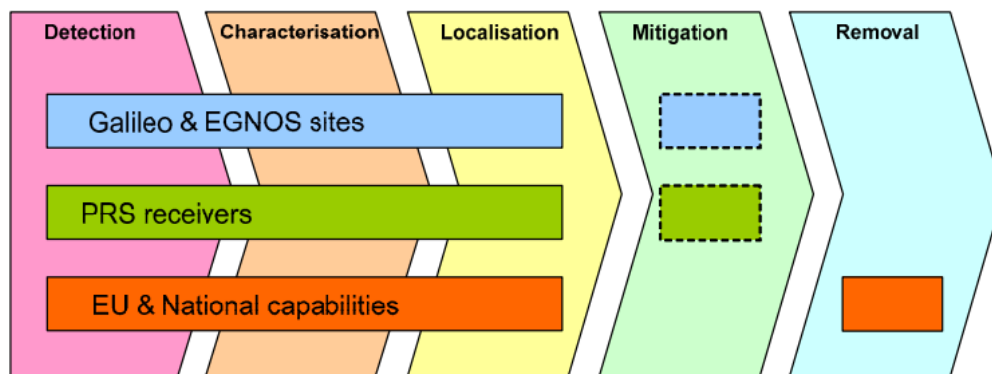 Detection
Characterisation
Localisation
Mitigation
Removal
Galileo & EGNOS sites
PRS receivers
EU & National capabilities